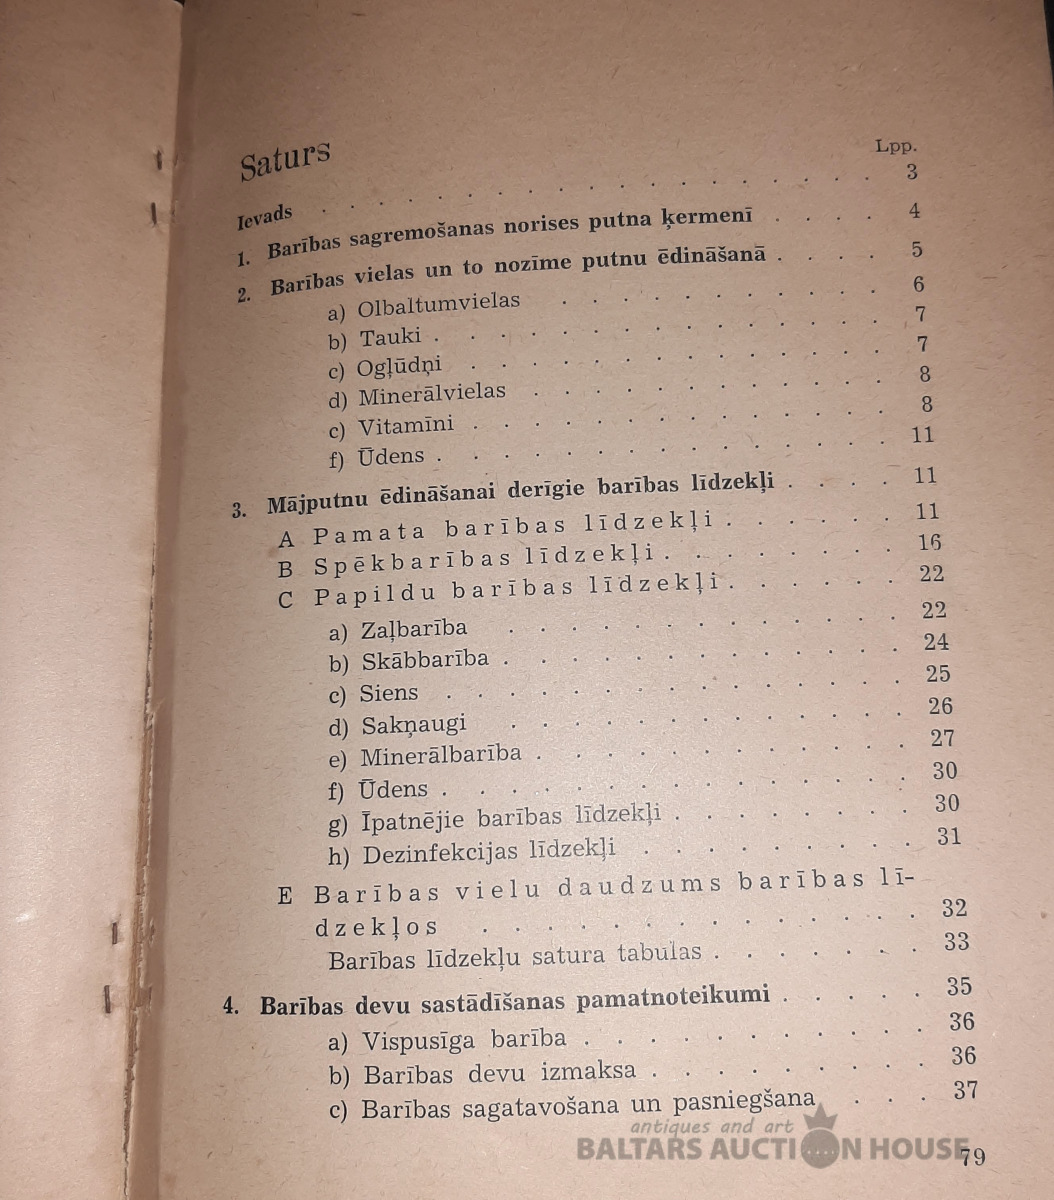 Saturs
Lpp.
Ievads . . . . . . . . . . . . . . . . 3
1. Barības sagremošanas norises putna ķermenī . . . . 4
2. Barības vielas un to nozīme putnu ēdināšanā . . . . 5
a) Olbaltumvielas . . . . . . . . . . . 6
b) Tauki . . . . . . . . . . . . . . 7
c) Ogļūdņi . . . . . . . . . . . . . 7
d) Minerālvielas . . . . . . . . . . . 8
c) Vitamīni . . . . . . . . . . . . . 8
f) Ūdens . . . . . . . . . . . . . . 11
3. Mājputnu ēdināšanai derīgie barības līdzekļi . . . . 11
A Pamata barības līdzekļi . . . . . . 11
B Spēkbarības līdzekļi . . . . . . . . 16
C Papildu barības līdzekļi . . . . . . 22
a) Zaļbarība . . . . . . . . . . . . 22
b) Skābbarība . . . . . . . . . . . . 24
c) Siens . . . . . . . . . . . . . . 25
d) Sakņaugi . . . . . . . . . . . . 26
e) Minerālbarība . . . . . . . . . . . 27
f) Ūdens . . . . . . . . . . . . . . 30
g) Īpatnējie barības līdzekļi . . . . . . . 30
h) Dezinfekcijas līdzekļi . . . . . . . . 31
E Barības vielu daudzums barības lī-
dzekļos . . . . . . . . . . . . . 32
Barības līdzekļu satura tabulas . . . . . . 33
4. Barības devu sastādīšanas pamatnoteikumi . . . . . 35
a) Vispusīga barība . . . . . . . . . . 36
b) Barības devu izmaksa . . . . . . . . 36
c) Barības sagatavošana un pasniegšana . . . 37
antiques and art
BALTARS AUCTION HOUSE
79